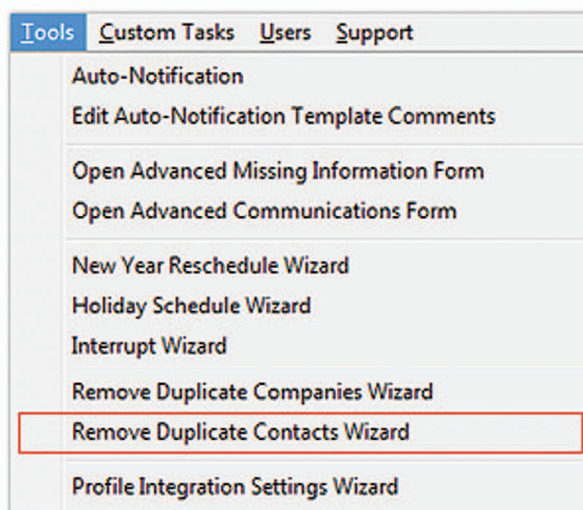 Tools Custom Tasks Users Support
Auto-Notification
Edit Auto-Notification Template Comments
Open Advanced Missing Information Form
Open Advanced Communications Form
New Year Reschedule Wizard
Holiday Schedule Wizard
Interrupt Wizard
Remove Duplicate Companies Wizard
Remove Duplicate Contacts Wizard
Profile Integration Settings Wizard